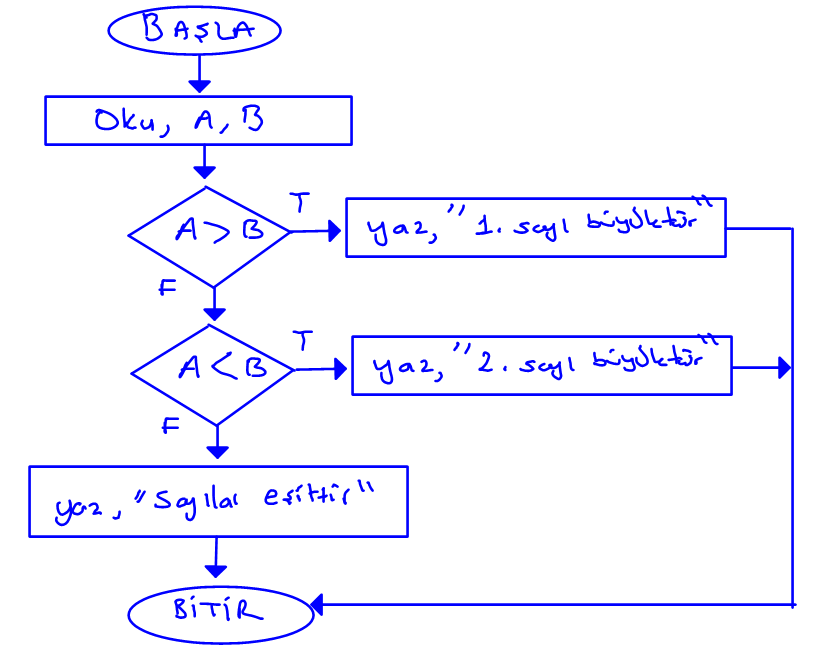 BAŞLA
Oku, A, B
A > B
T
yaz, "1. sayı büyüktür"
F
A < B
T
yaz, "2. sayı büyüktür"
F
yaz, "Sayılar eşittir"
BİTİR